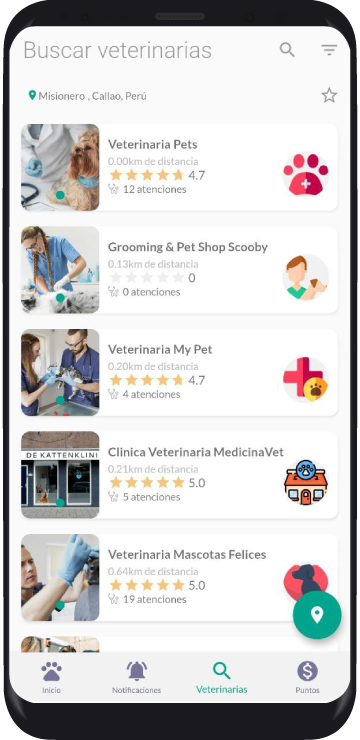 Buscar veterinarias
Misionero , Callao, Perú
Veterinaria Pets
0.00km de distancia
4.7
12 atenciones
Grooming & Pet Shop Scooby
0.13km de distancia
0
0 atenciones
Veterinaria My Pet
0.20km de distancia
4.7
4 atenciones
DE KATTENKLINI
Clinica Veterinaria MedicinaVet
0.21km de distancia
5.0
5 atenciones
Veterinaria Mascotas Felices
0.64km de distancia
5.0
19 atenciones
Inicio
Notificaciones
Veterinarias
Puntos